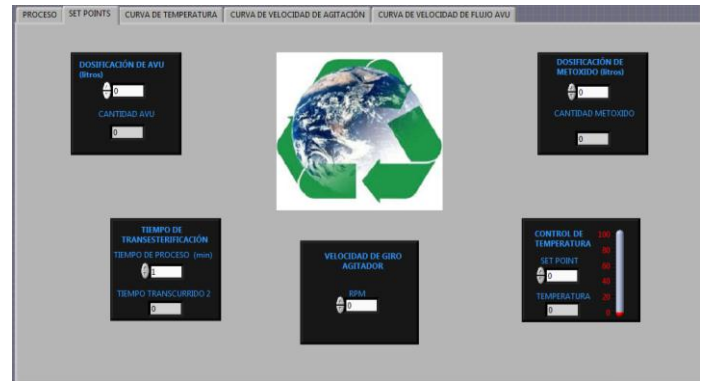 PROCESO SET POINTS CURVA DE TEMPERATURA CURVA DE VELOCIDAD DE AGITACIÓN CURVA DE VELOCIDAD DE FLUJO AVU
DOSIFICACIÓN DE AVU
(litros)
0
CANTIDAD AVU
0
DOSIFICACIÓN DE
METOXIDO (litros)
0
CANTIDAD METOXIDO
0
TIEMPO DE
TRANSESTERIFICACIÓN
TIEMPO DE PROCESO (min)
1
TIEMPO TRANSCURRIDO 2
0
VELOCIDAD DE GIRO
AGITADOR
RPM
0
CONTROL DE
TEMPERATURA
SET POINT
0
TEMPERATURA
0
100
80
60
40
20
0